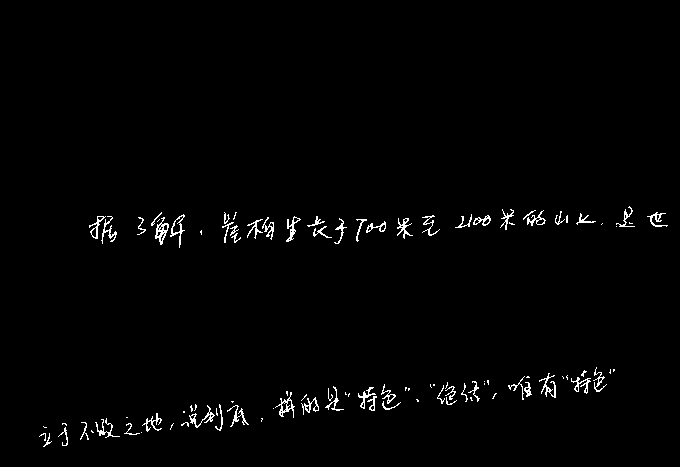 据了解,崖柏生长于700米至2100米的山上,是世
立于不败之地,说到底,拼的是“特色”、“绝活”,唯有“特色”